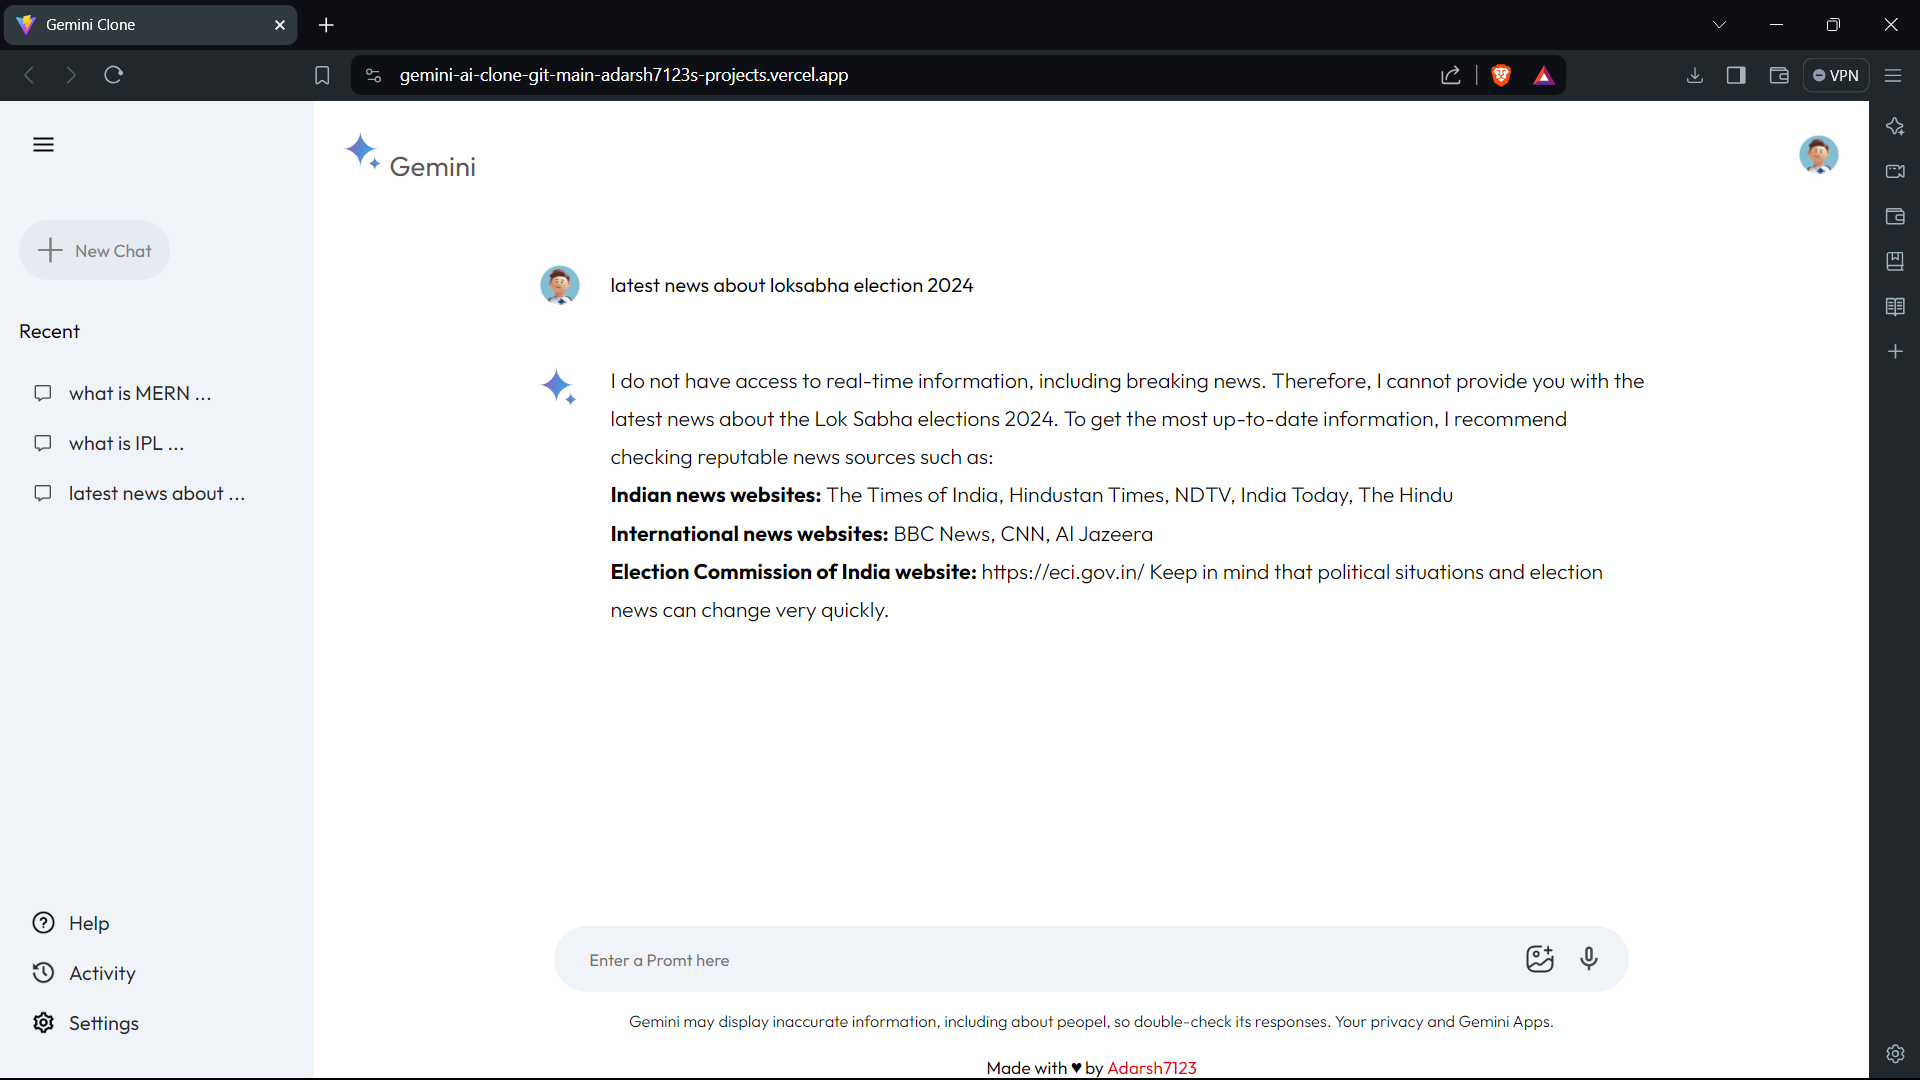 Gemini Clone
gemini-ai-clone-git-main-adarsh7123s-projects.vercel.app
VPN
Gemini
New Chat
Recent
what is MERN ...
what is IPL ...
latest news about ...
Help
Activity
Settings
latest news about loksabha election 2024
I do not have access to real-time information, including breaking news. Therefore, I cannot provide you with the
latest news about the Lok Sabha elections 2024. To get the most up-to-date information, I recommend
checking reputable news sources such as:
Indian news websites: The Times of India, Hindustan Times, NDTV, India Today, The Hindu
International news websites: BBC News, CNN, Al Jazeera
Election Commission of India website: https://eci.gov.in/ Keep in mind that political situations and election
news can change very quickly.
Enter a Promt here
Gemini may display inaccurate information, including about peopel, so double-check its responses. Your privacy and Gemini Apps.
Made with ♥ by Adarsh7123